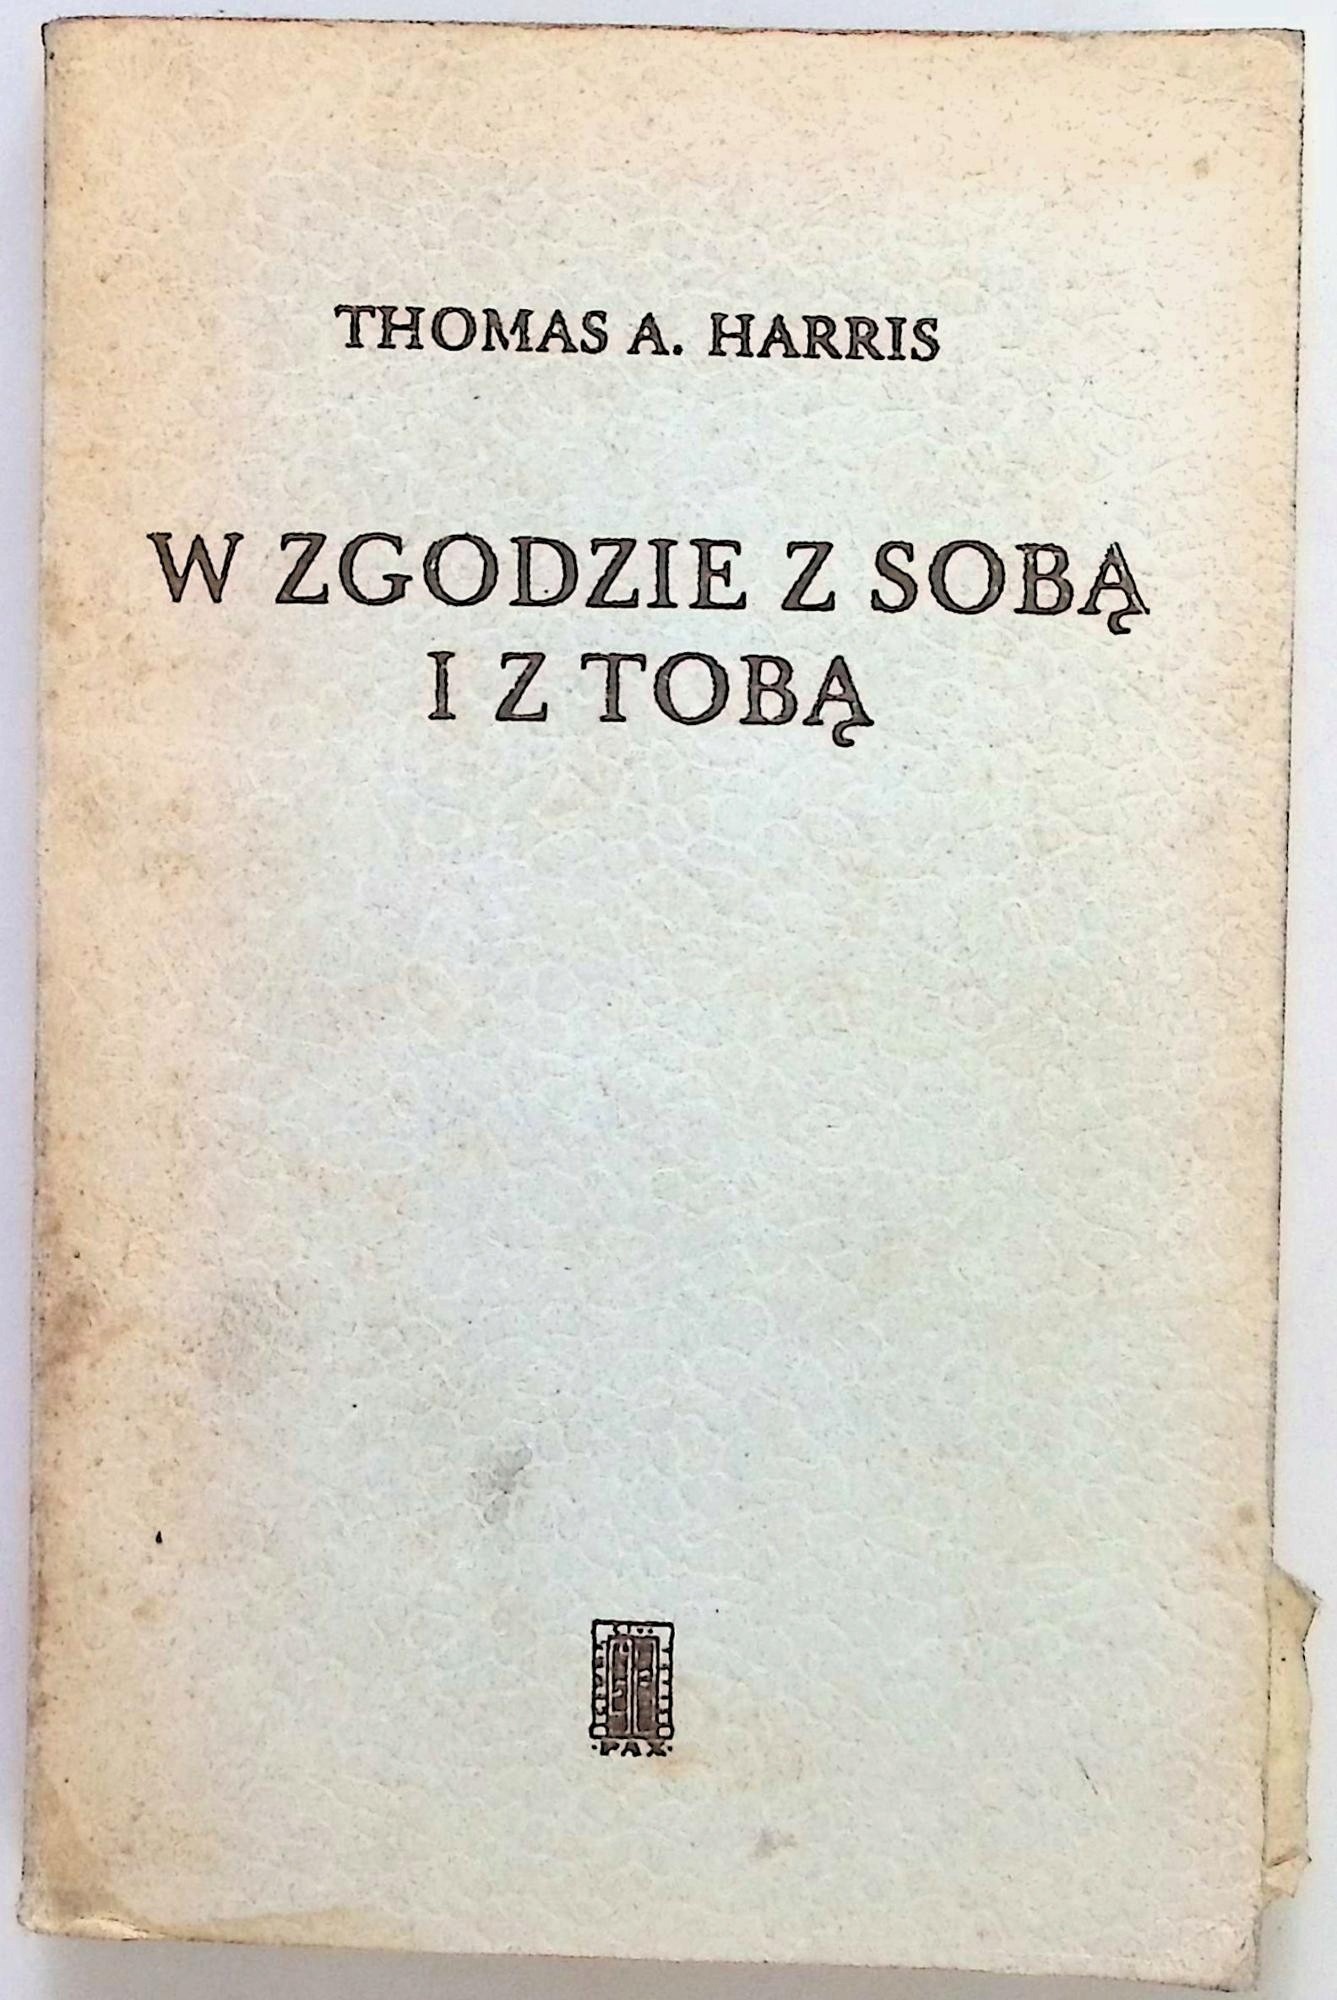 THOMAS A. HARRIS
W ZGODZIE Z SOBĄ
I Z TOBĄ
·PAX·